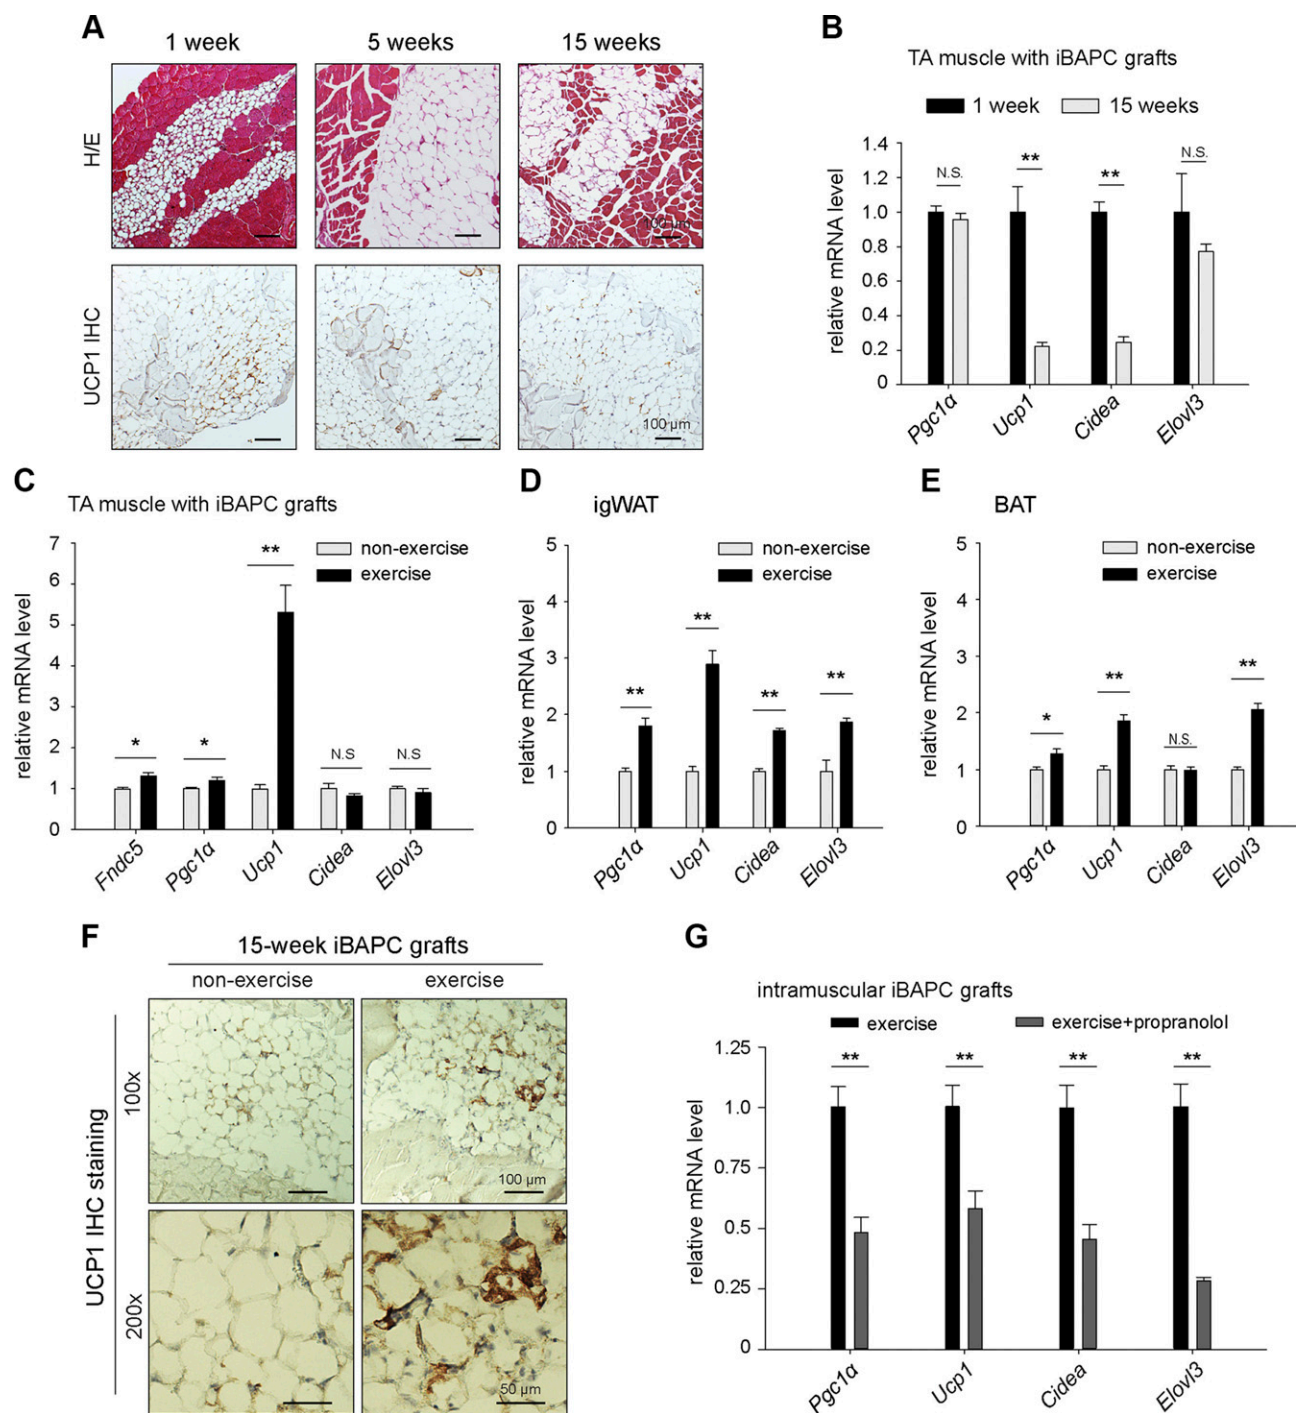 A
1 week
5 weeks
15 weeks
H/E
100 µm
UCP1 IHC
100 µm
B
TA muscle with iBAPC grafts
1 week
15 weeks
relative mRNA level
1.4
1.2
1.0
0.8
0.6
0.4
0.2
0
N.S.
**
**
N.S.
Pgc1α
Ucp1
Cidea
Elovl3
C
TA muscle with iBAPC grafts
non-exercise
exercise
relative mRNA level
7
6
5
4
3
2
1
0
*
*
**
N.S
N.S
Fndc5
Pgc1α
Ucp1
Cidea
Elovl3
D
igWAT
non-exercise
exercise
relative mRNA level
5
4
3
2
1
0
**
**
**
**
Pgc1α
Ucp1
Cidea
Elovl3
E
BAT
non-exercise
exercise
relative mRNA level
5
4
3
2
1
0
*
**
N.S.
**
Pgc1α
Ucp1
Cidea
Elovl3
F
15-week iBAPC grafts
non-exercise
exercise
UCP1 IHC staining
100x
100 µm
200x
50 µm
G
intramuscular iBAPC grafts
exercise
exercise+propranolol
relative mRNA level
1.25
1.0
0.75
0.5
0.25
0
**
**
**
**
Pgc1α
Ucp1
Cidea
Elovl3